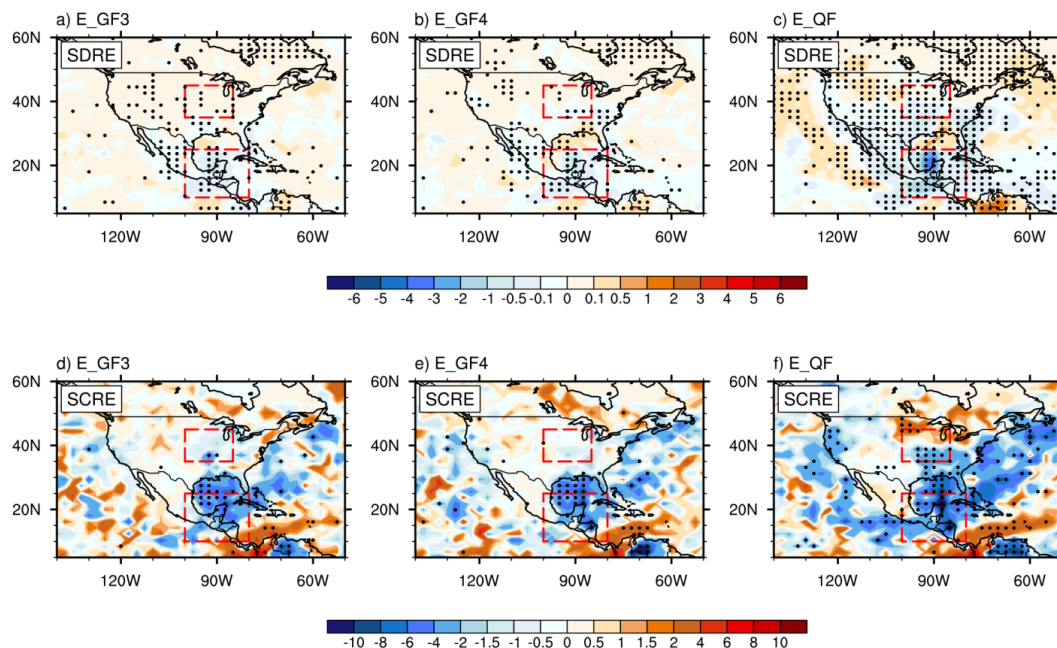 a) E_GF3 b) E_GF4 c) E_QF
60N 60N 60N
SDRE SDRE SDRE
40N 40N 40N
20N 20N 20N
120W 90W 60W 120W 90W 60W 120W 90W 60W
-6 -5 -4 -3 -2 -1 -0.5 -0.1 0 0.1 0.5 1 2 3 4 5 6
d) E_GF3 e) E_GF4 f) E_QF
60N 60N 60N
SCRE SCRE SCRE
40N 40N 40N
20N 20N 20N
120W 90W 60W 120W 90W 60W 120W 90W 60W
-10 -8 -6 -4 -2 -1.5 -1 -0.5 0 0.5 1 1.5 2 4 6 8 10